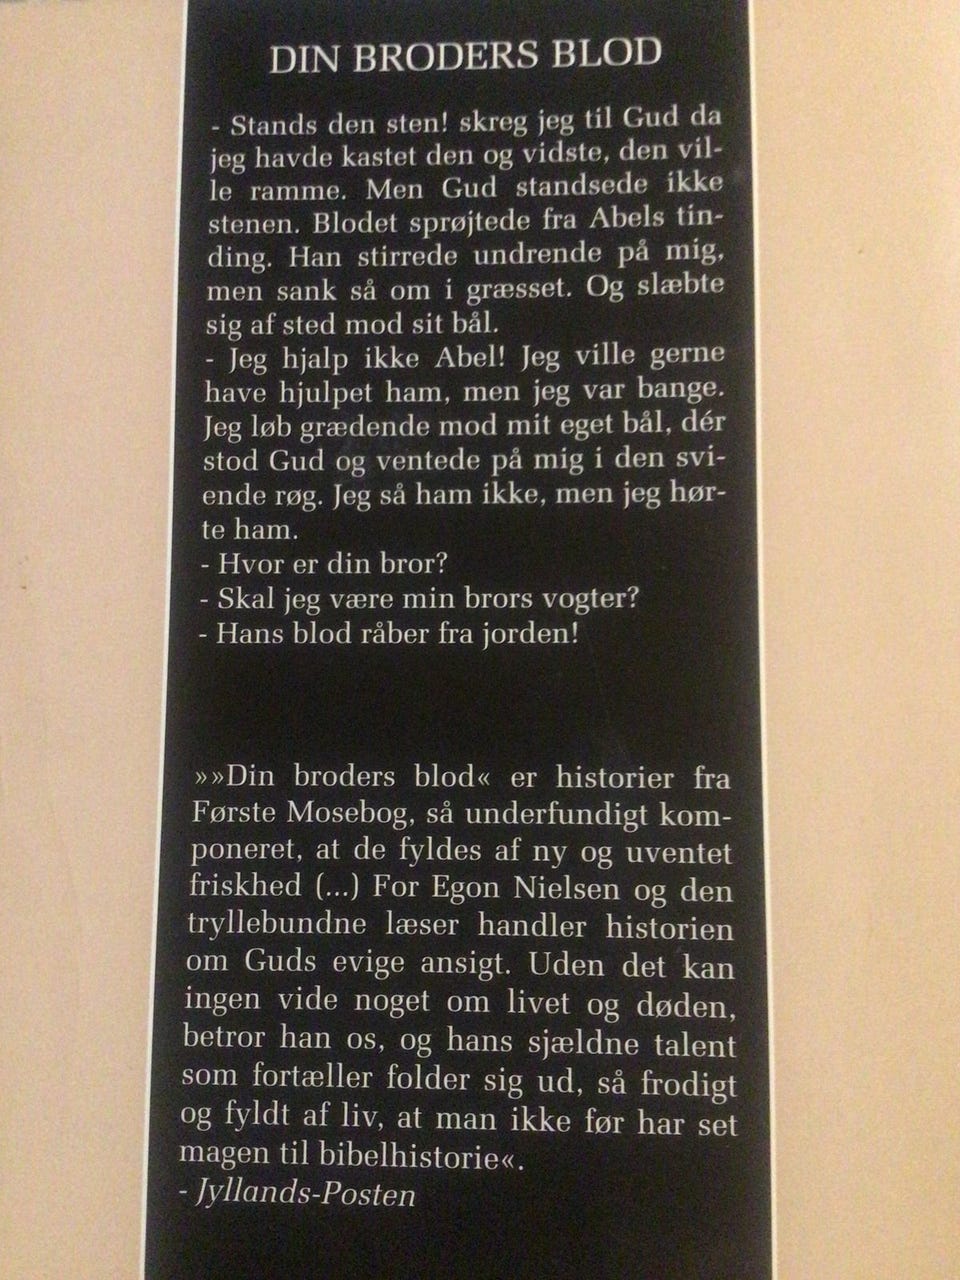 DIN BRODERS BLOD
- Stands den sten! skreg jeg til Gud da
jeg havde kastet den og vidste, den vil-
le ramme. Men Gud standsede ikke
stenen. Blodet sprøjtede fra Abels tin-
ding. Han stirrede undrende på mig,
men sank så om i græsset. Og slæbte
sig af sted mod sit bål.
- Jeg hjalp ikke Abel! Jeg ville gerne
have hjulpet ham, men jeg var bange.
Jeg løb grædende mod mit eget bål, dér
stod Gud og ventede på mig i den svi-
ende røg. Jeg så ham ikke, men jeg hør-
te ham.
- Hvor er din bror?
- Skal jeg være min brors vogter?
- Hans blod råber fra jorden!
»»Din broders blod« er historier fra
Første Mosebog, så underfundigt kom-
poneret, at de fyldes af ny og uventet
friskhed (...) For Egon Nielsen og den
tryllebundne læser handler historien
om Guds evige ansigt. Uden det kan
ingen vide noget om livet og døden,
betror han os, og hans sjældne talent
som fortæller folder sig ud, så frodigt
og fyldt af liv, at man ikke før har set
magen til bibelhistorie«.
- Jyllands-Posten